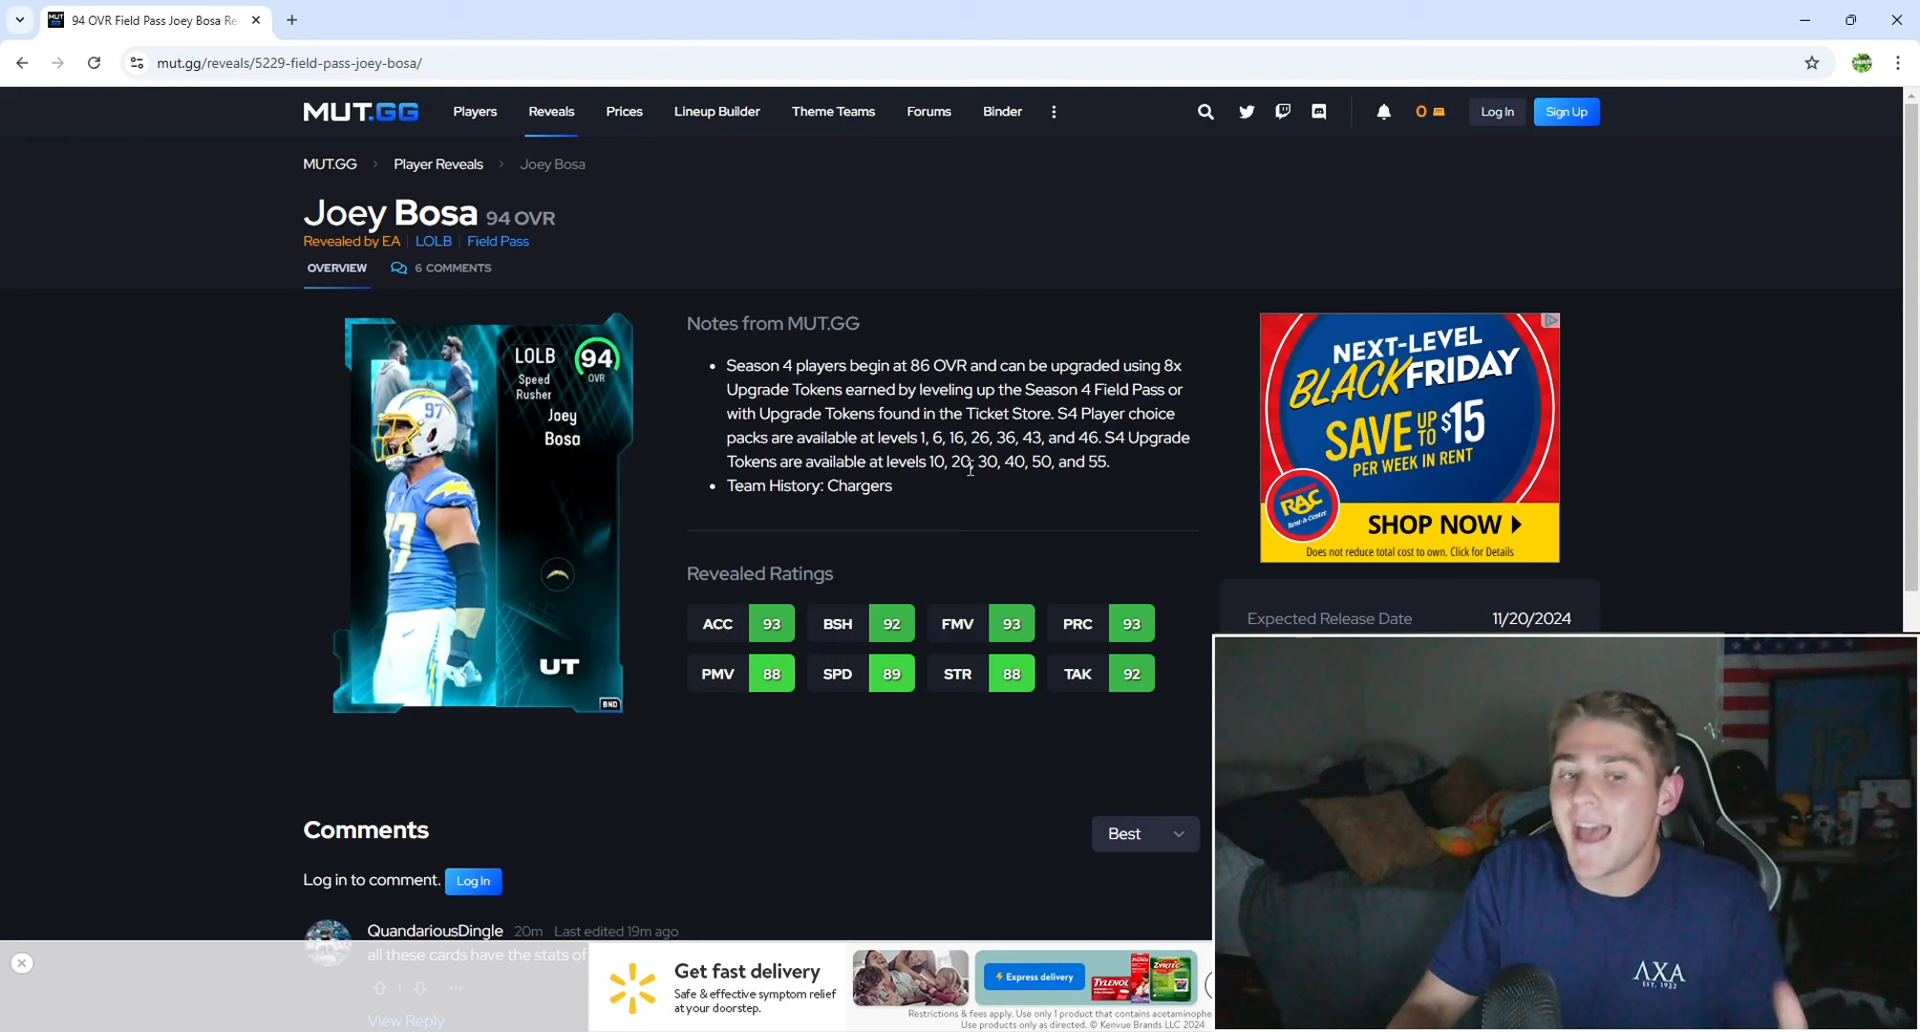 94 OVR Field Pass Joey Bosa Re
mut.gg/reveals/5229-field-pass-joey-bosa/
MUT.GG
Players
Reveals
Prices
Lineup Builder
Theme Teams
Forums
Binder
0
Log In
Sign Up
MUT.GG > Player Reveals > Joey Bosa
Joey Bosa 94 OVR
Revealed by EA | LOLB | Field Pass
OVERVIEW
6 COMMENTS
LOLB
Speed
Rusher
94
OVR
Joey
Bosa
97
UT
BND
Notes from MUT.GG
• Season 4 players begin at 86 OVR and can be upgraded using 8x
Upgrade Tokens earned by leveling up the Season 4 Field Pass or
with Upgrade Tokens found in the Ticket Store. S4 Player choice
packs are available at levels 1, 6, 16, 26, 36, 43, and 46. S4 Upgrade
Tokens are available at levels 10, 20, 30, 40, 50, and 55.
• Team History: Chargers
Revealed Ratings
ACC 93 BSH 92 FMV 93 PRC 93
PMV 88 SPD 89 STR 88 TAK 92
NEXT-LEVEL
BLACK FRIDAY
SAVE UP TO $15
PER WEEK IN RENT
RAC
Rent-A-Center
SHOP NOW
Does not reduce total cost to own. Click for Details
Expected Release Date 11/20/2024
Comments
Best
Log in to comment. Log In
QuandariousDingle 20m Last edited 19m ago
all these cards have the stats of
1
View Reply
Get fast delivery
Safe & effective symptom relief
at your doorstep.
Express delivery
TYLENOL
ZYRTEC
Restrictions & fees apply. Use only 1 product that contains acetaminophe
Use products only as directed. © Kenvue Brands LLC 2024
ΛΧΑ
EST. 1932
12